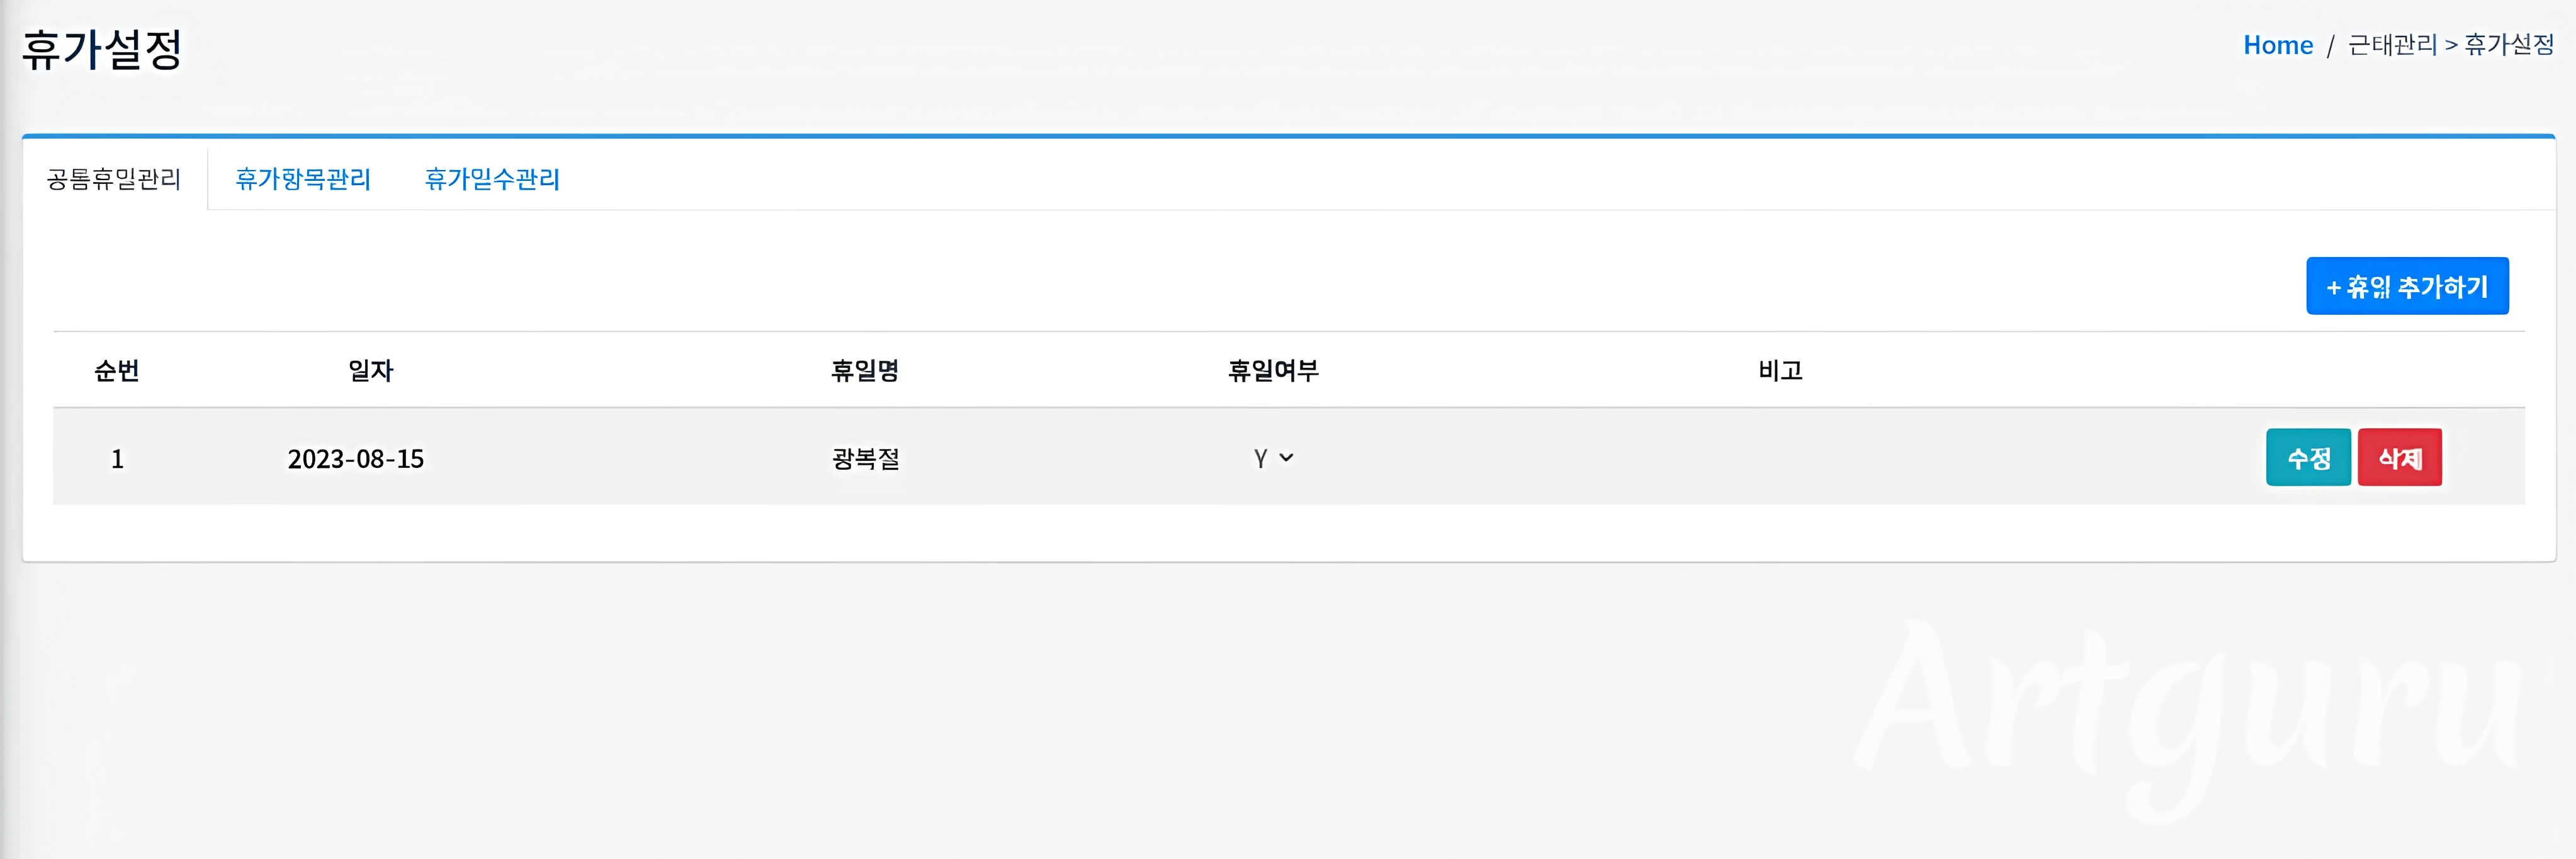 휴가설정
Home / 근태관리 > 휴가설정
공통휴일관리 휴가항목관리 휴가일수관리
+ 휴일 추가하기
순번 일자 휴일명 휴일여부 비고
1 2023-08-15 광복절 Y 수정 삭제
Artguru